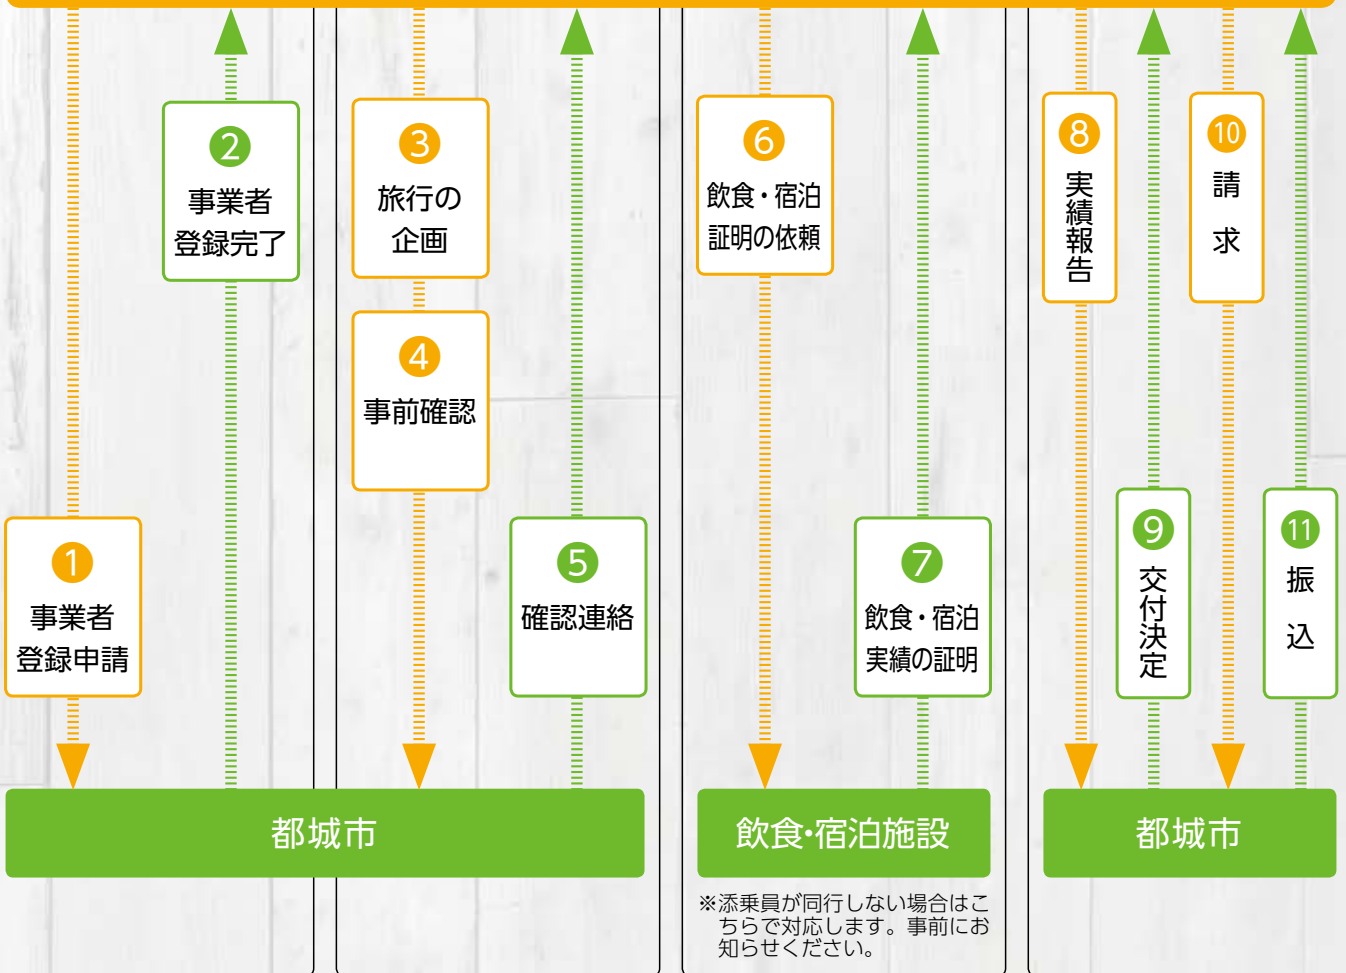 ①
事業者
登録申請
②
事業者
登録完了
③
旅行の
企画
④
事前確認
⑤
確認連絡
⑥
飲食・宿泊
証明の依頼
⑦
飲食・宿泊
実績の証明
⑧
実績報告
⑨
交付決定
⑩
請求
⑪
振込
都城市
飲食・宿泊施設
都城市
※添乗員が同行しない場合はこ
ちらで対応します。事前にお
知らせください。